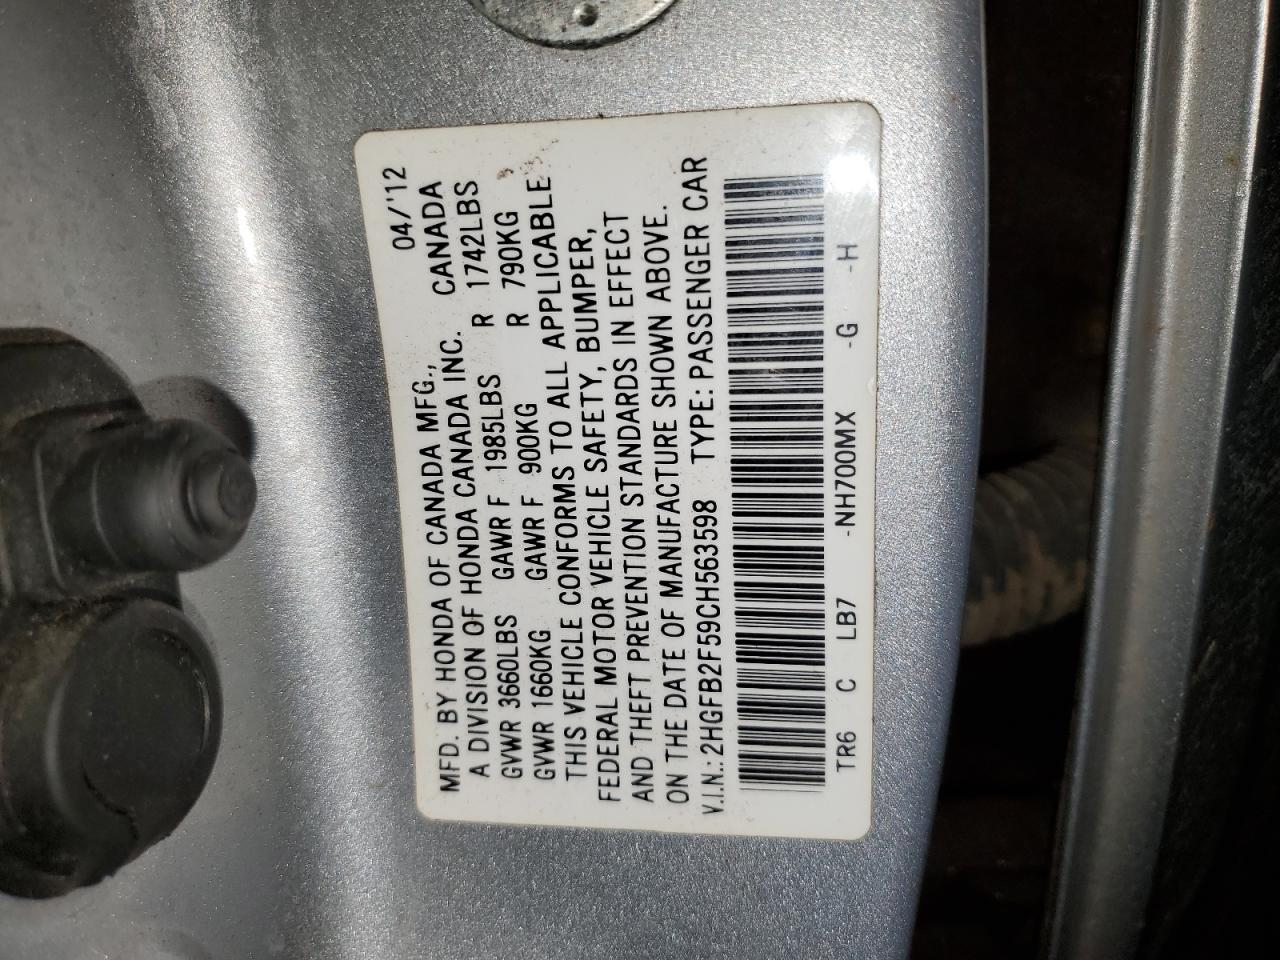 04/'12
MFD. BY HONDA OF CANADA MFG., CANADA
A DIVISION OF HONDA CANADA INC.
GVWR 3660LBS GAWR F 1985LBS R 1742LBS
GVWR 1660KG GAWR F 900KG R 790KG
THIS VEHICLE CONFORMS TO ALL APPLICABLE
FEDERAL MOTOR VEHICLE SAFETY, BUMPER,
AND THEFT PREVENTION STANDARDS IN EFFECT
ON THE DATE OF MANUFACTURE SHOWN ABOVE.
V.I.N.: 2HGFB2F59CH563598 TYPE: PASSENGER CAR
TR6 C LB7 -NH700MX -G -H